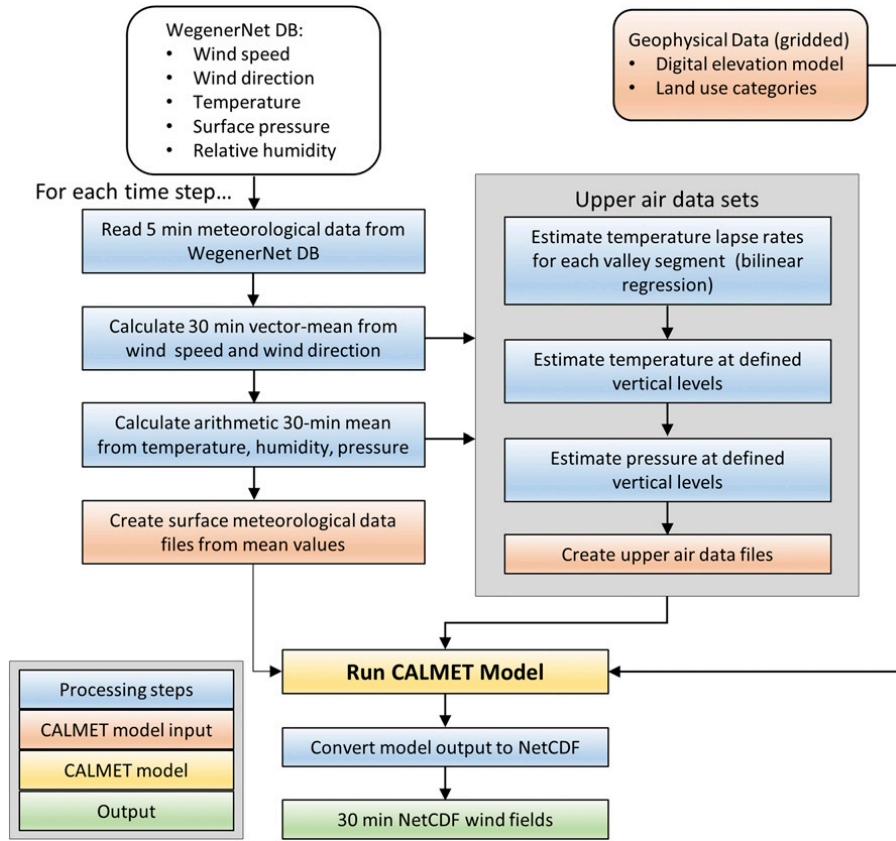 WegenerNet DB:
• Wind speed
• Wind direction
• Temperature
• Surface pressure
• Relative humidity
Geophysical Data (gridded)
• Digital elevation model
• Land use categories
For each time step...
Read 5 min meteorological data from
WegenerNet DB
Calculate 30 min vector-mean from
wind speed and wind direction
Calculate arithmetic 30-min mean
from temperature, humidity, pressure
Create surface meteorological data
files from mean values
Upper air data sets
Estimate temperature lapse rates
for each valley segment (bilinear
regression)
Estimate temperature at defined
vertical levels
Estimate pressure at defined
vertical levels
Create upper air data files
Run CALMET Model
Convert model output to NetCDF
30 min NetCDF wind fields
Processing steps
CALMET model input
CALMET model
Output